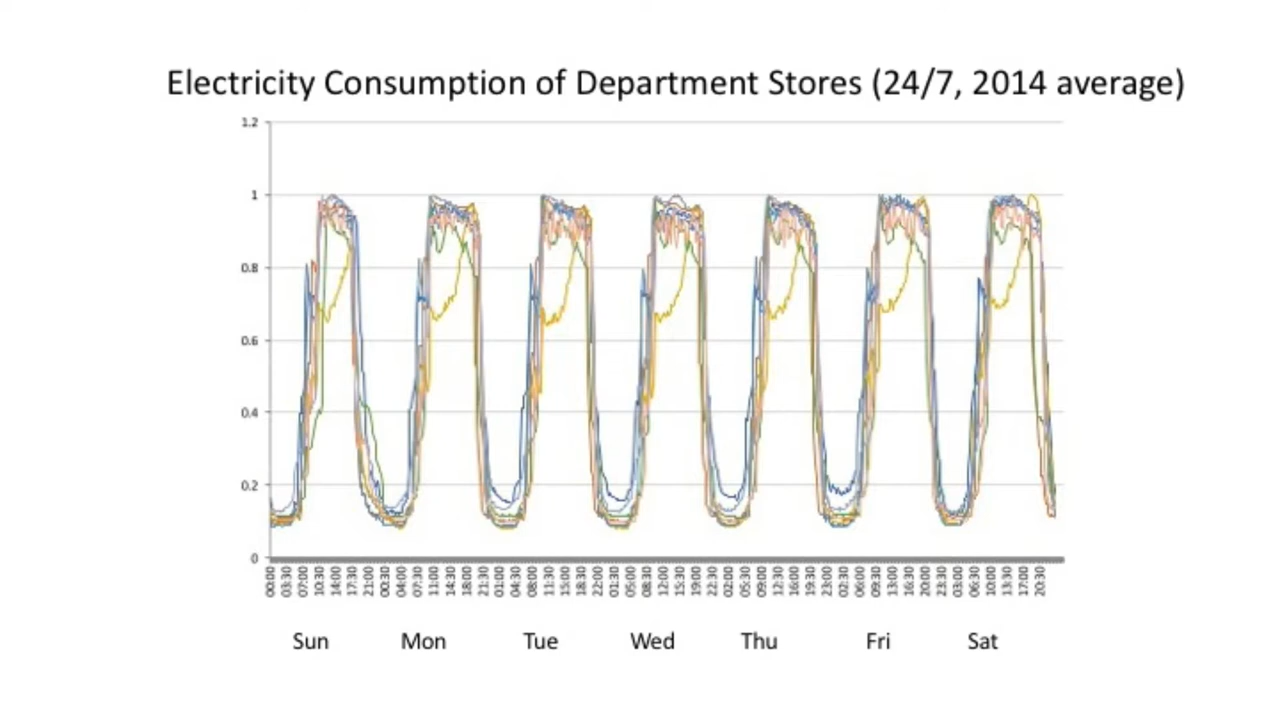 Electricity Consumption of Department Stores (24/7, 2014 average)
1.2
1
0.8
0.6
0.4
0.2
0
00:00 03:30 07:00 10:30 14:00 17:30 21:00 00:30 04:00 07:30 11:00 14:30 18:00 21:30 01:00 04:30 08:00 11:30 15:00 18:30 22:00 01:30 05:00 08:30 12:00 15:30 19:00 22:30 02:00 05:30 09:00 12:30 16:00 19:30 23:00 02:30 06:00 09:30 13:00 16:30 20:00 23:30 03:00 06:30 10:00 13:30 17:00 20:30
Sun Mon Tue Wed Thu Fri Sat